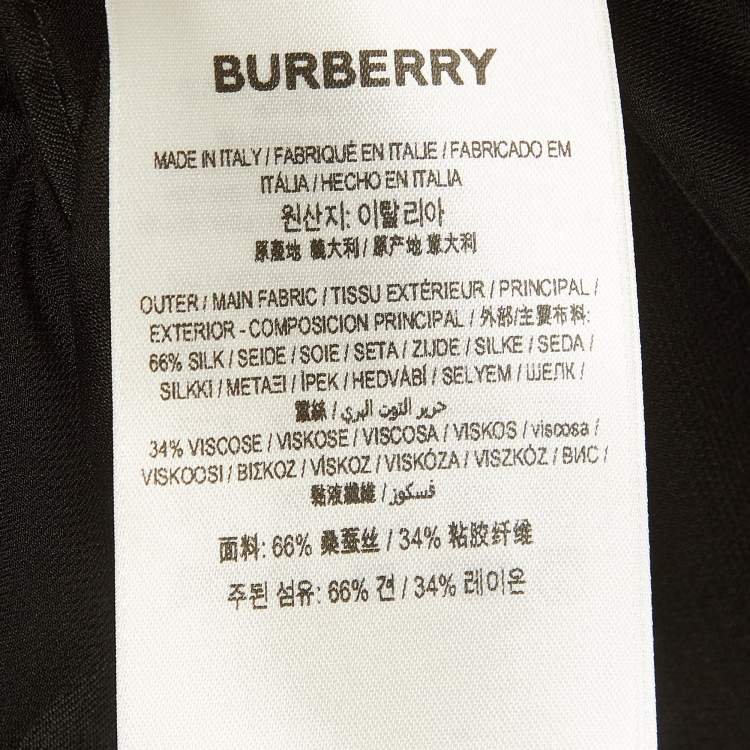 BURBERRY
MADE IN ITALY / FABRIQUÉ EN ITALIE / FABRICADO EM
ITÁLIA / HECHO EN ITALIA
원산지: 이탈리아
原產地 義大利 / 原产地 意大利
OUTER / MAIN FABRIC / TISSU EXTÉRIEUR / PRINCIPAL /
EXTERIOR - COMPOSICION PRINCIPAL / 外部/主要布料:
66% SILK / SEIDE / SOIE / SETA / ZIJDE / SILKE / SEDA /
SILKKI / ΜΕΤΑΞΙ / İPEK / HEDVÁBÍ / SELYEM / ШЕЛК /
蠶絲 / حرير التوت البري /
34% VISCOSE / VISKOSE / VISCOSA / VISKOS / viscosa /
VISKOOSI / ΒΙΣΚΟΖ / VİSKOZ / VISKÓZA / VISZKÓZ / ВИС /
黏液纖維 / فسكوز /
面料: 66% 桑蚕丝 / 34% 粘胶纤维
주된 섬유: 66% 견 / 34% 레이온